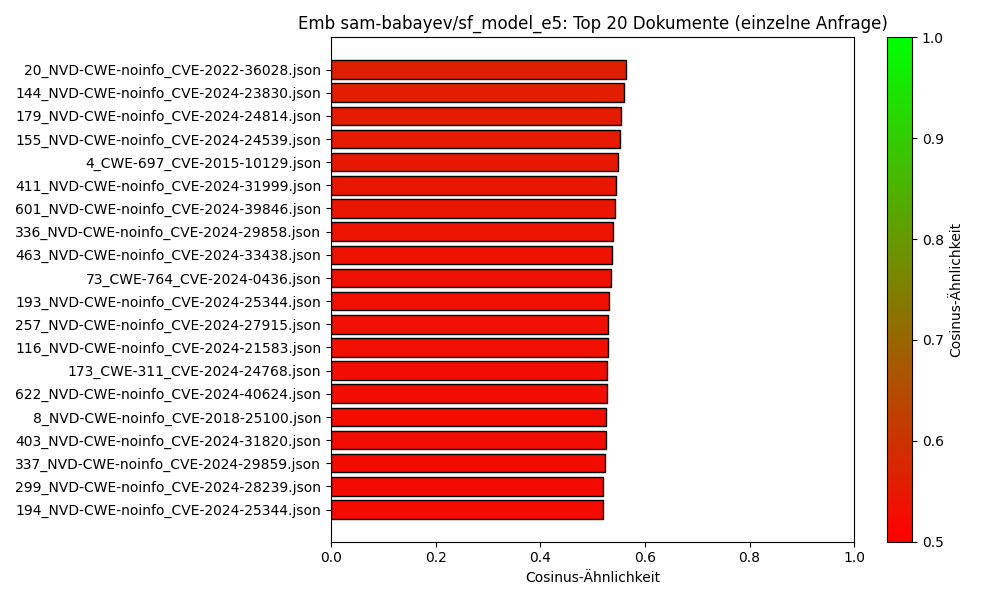 Emb sam-babayev/sf_model_e5: Top 20 Dokumente (einzelne Anfrage)
20_NVD-CWE-noinfo_CVE-2022-36028.json
144_NVD-CWE-noinfo_CVE-2024-23830.json
179_NVD-CWE-noinfo_CVE-2024-24814.json
155_NVD-CWE-noinfo_CVE-2024-24539.json
4_CWE-697_CVE-2015-10129.json
411_NVD-CWE-noinfo_CVE-2024-31999.json
601_NVD-CWE-noinfo_CVE-2024-39846.json
336_NVD-CWE-noinfo_CVE-2024-29858.json
463_NVD-CWE-noinfo_CVE-2024-33438.json
73_CWE-764_CVE-2024-0436.json
193_NVD-CWE-noinfo_CVE-2024-25344.json
257_NVD-CWE-noinfo_CVE-2024-27915.json
116_NVD-CWE-noinfo_CVE-2024-21583.json
173_CWE-311_CVE-2024-24768.json
622_NVD-CWE-noinfo_CVE-2024-40624.json
8_NVD-CWE-noinfo_CVE-2018-25100.json
403_NVD-CWE-noinfo_CVE-2024-31820.json
337_NVD-CWE-noinfo_CVE-2024-29859.json
299_NVD-CWE-noinfo_CVE-2024-28239.json
194_NVD-CWE-noinfo_CVE-2024-25344.json
0.0 0.2 0.4 0.6 0.8 1.0
Cosinus-Ähnlichkeit
1.0
0.9
0.8
0.7
0.6
0.5
Cosinus-Ähnlichkeit